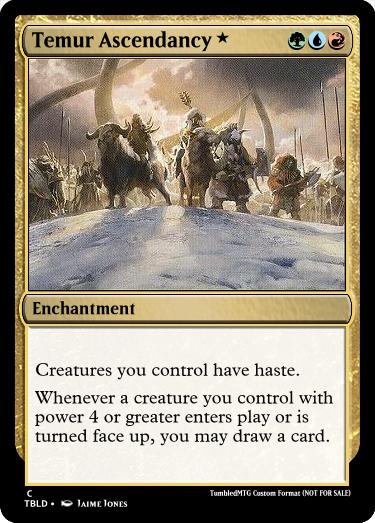 Temur Ascendancy ★
Enchantment
Creatures you control have haste.
Whenever a creature you control with
power 4 or greater enters play or is
turned face up, you may draw a card.
C
TumbledMTG Custom Format (NOT FOR SALE)
TBLD • Jaime Jones